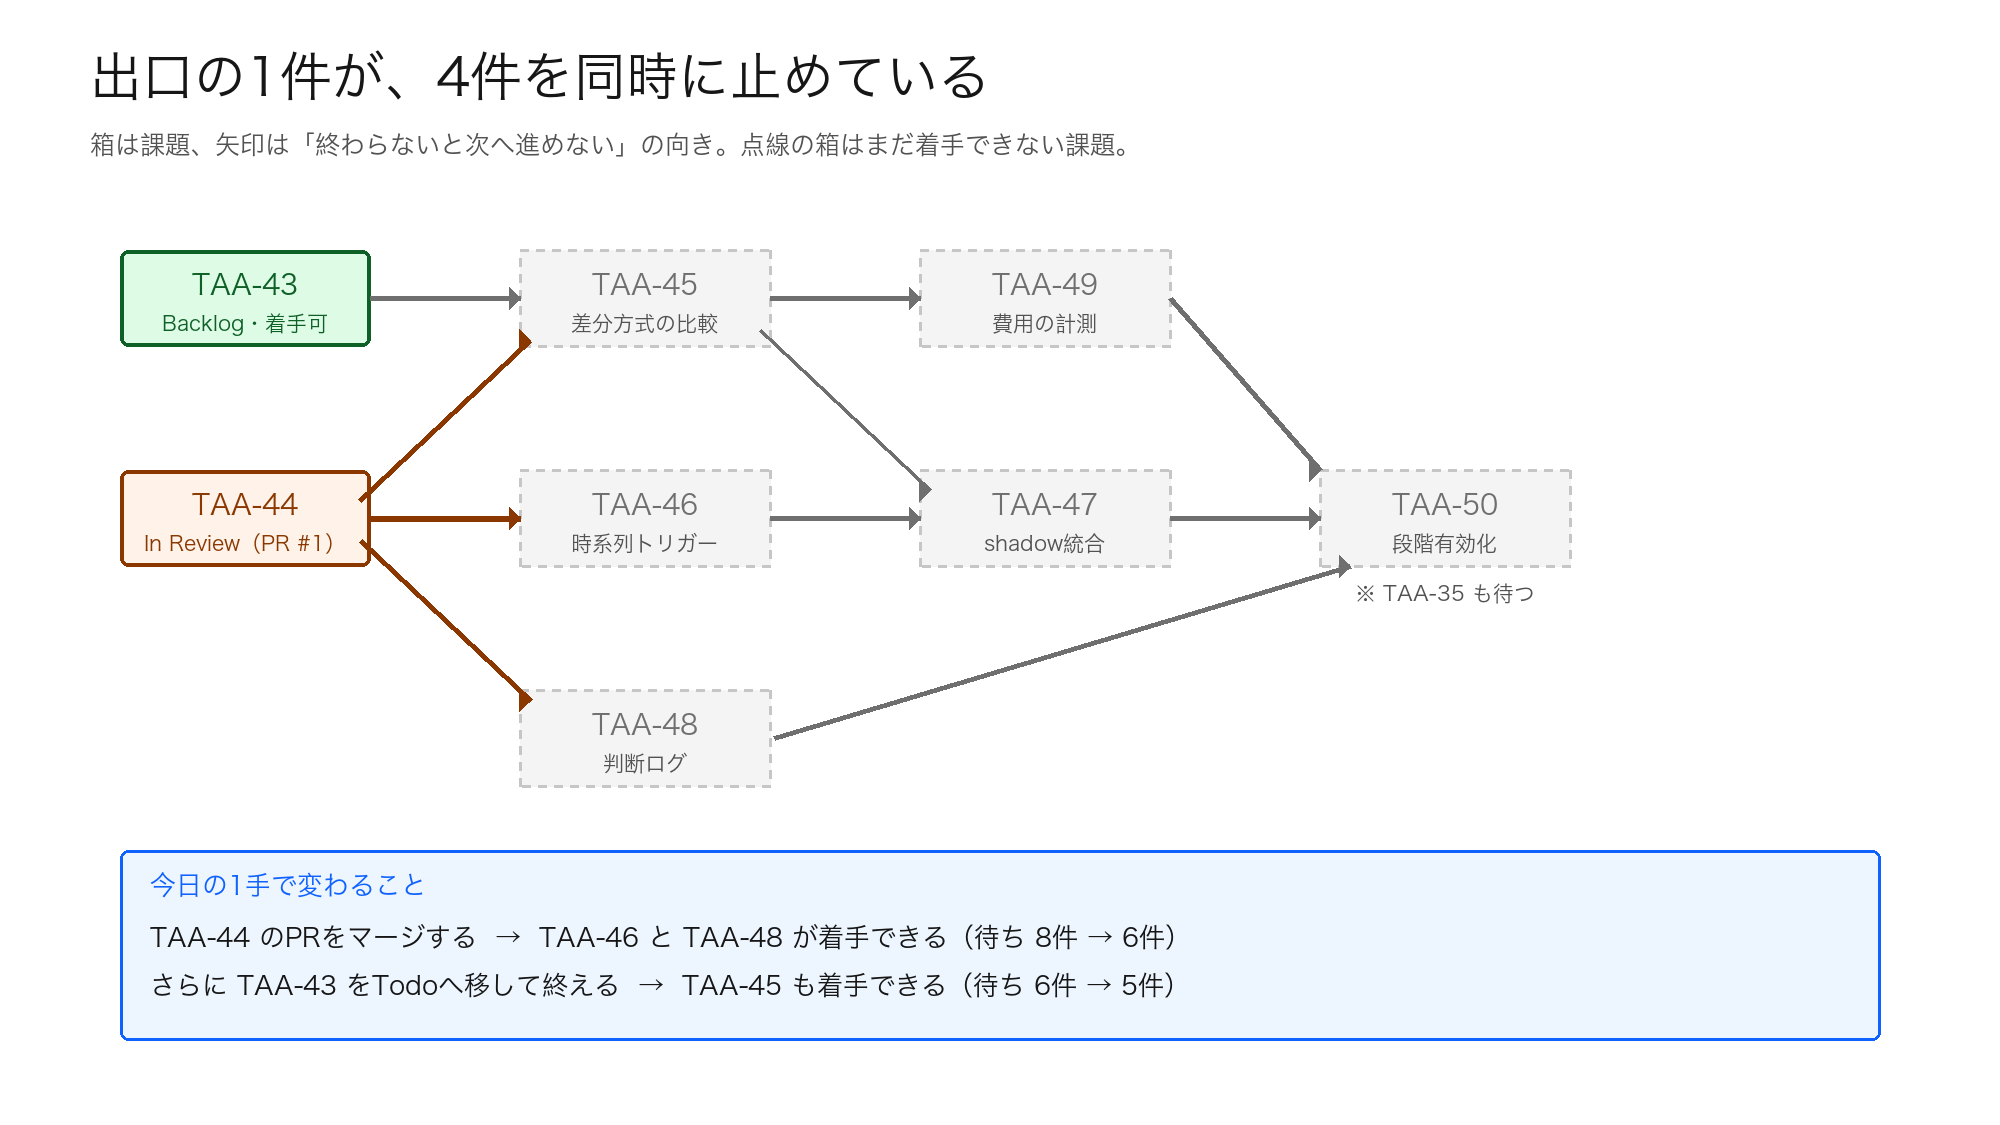 出口の1件が、4件を同時に止めている
箱は課題、矢印は「終わらないと次へ進めない」の向き。点線の箱はまだ着手できない課題。
TAA-43
Backlog・着手可
TAA-45
差分方式の比較
TAA-49
費用の計測
TAA-44
In Review（PR #1）
TAA-46
時系列トリガー
TAA-47
shadow統合
TAA-50
段階有効化
※ TAA-35 も待つ
TAA-48
判断ログ
今日の1手で変わること
TAA-44 のPRをマージする → TAA-46 と TAA-48 が着手できる（待ち 8件 → 6件）
さらに TAA-43 をTodoへ移して終える → TAA-45 も着手できる（待ち 6件 → 5件）